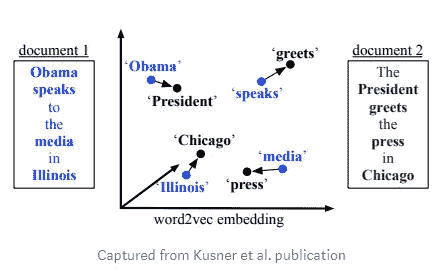 document 1
Obama
speaks
to
the
media
in
Illinois
‘Obama’
‘President’
‘greets’
‘speaks’
‘Chicago’
‘Illinois’
‘media’
‘press’
word2vec embedding
document 2
The
President
greets
the
press
in
Chicago
Captured from Kusner et al. publication